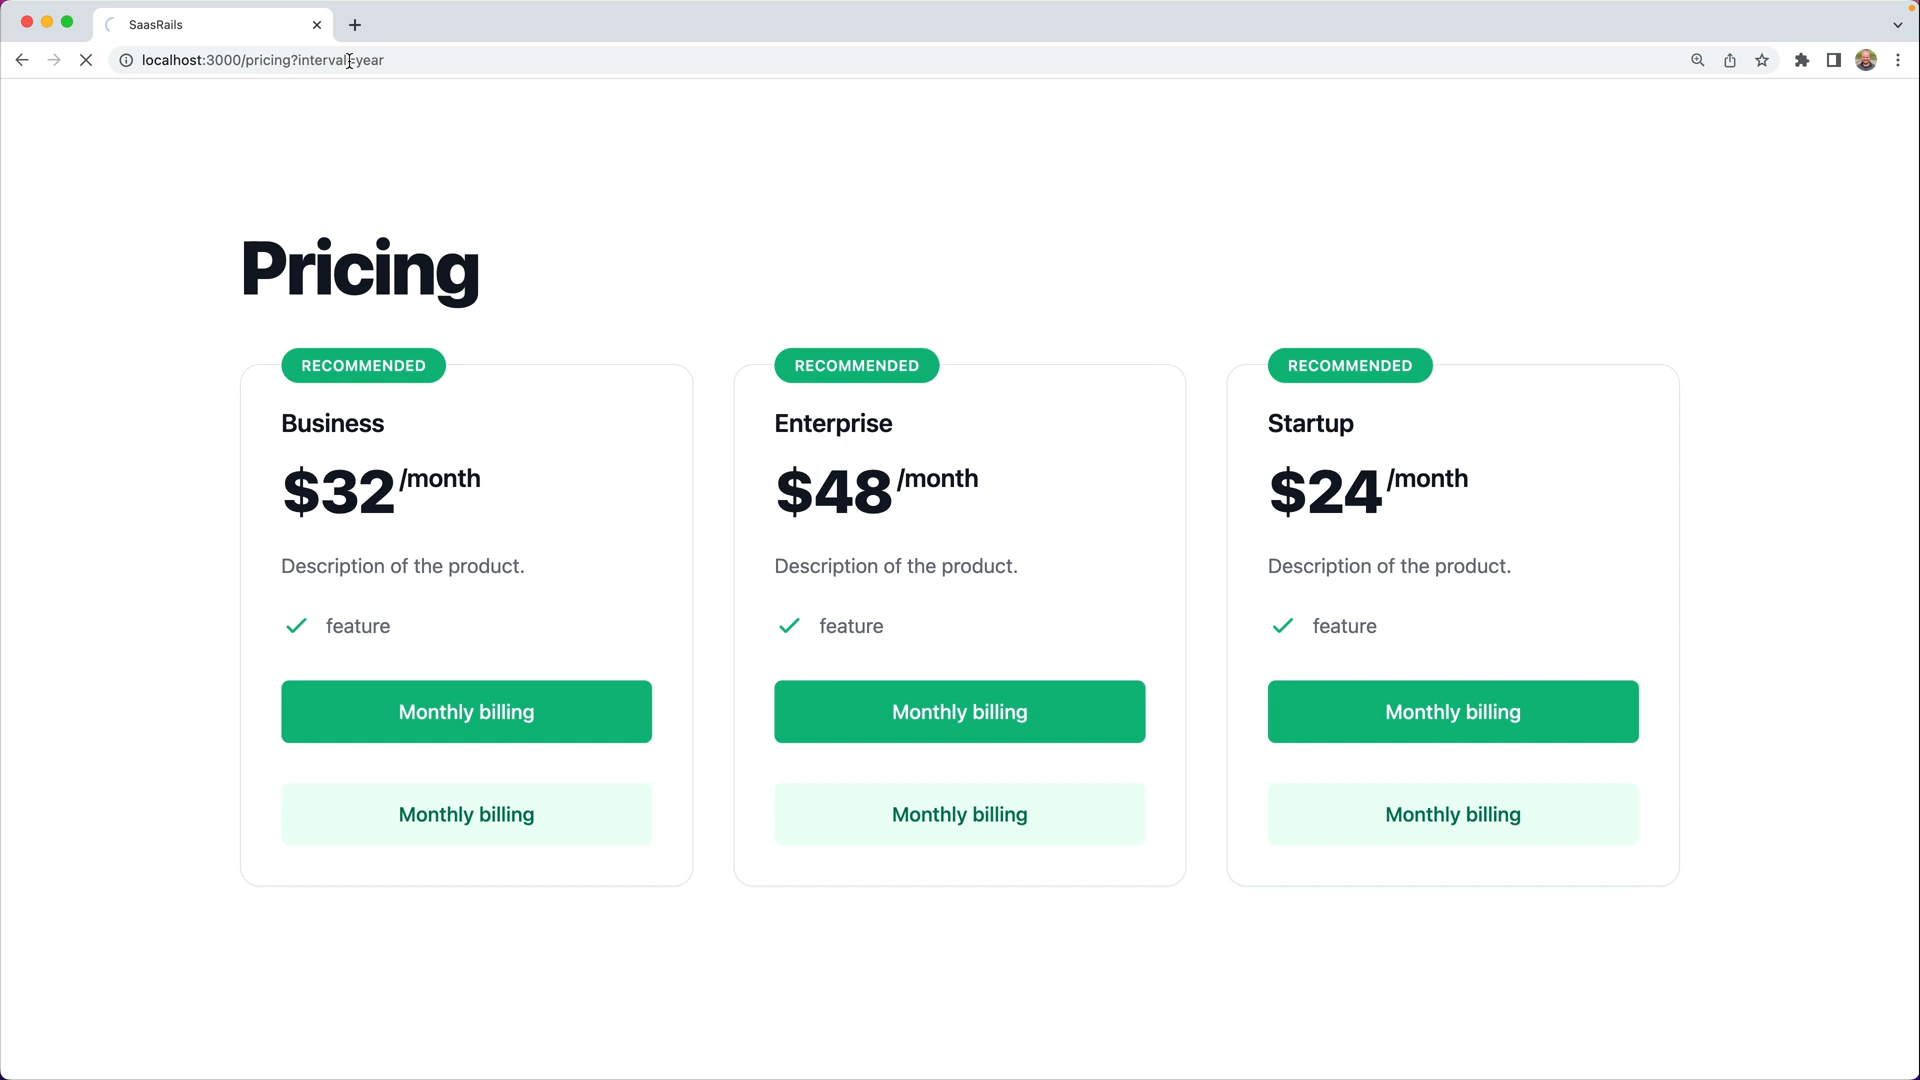 SaasRails
localhost:3000/pricing?interval=year
Pricing
RECOMMENDED
Business
$32/month
Description of the product.
feature
Monthly billing
Monthly billing
RECOMMENDED
Enterprise
$48/month
Description of the product.
feature
Monthly billing
Monthly billing
RECOMMENDED
Startup
$24/month
Description of the product.
feature
Monthly billing
Monthly billing